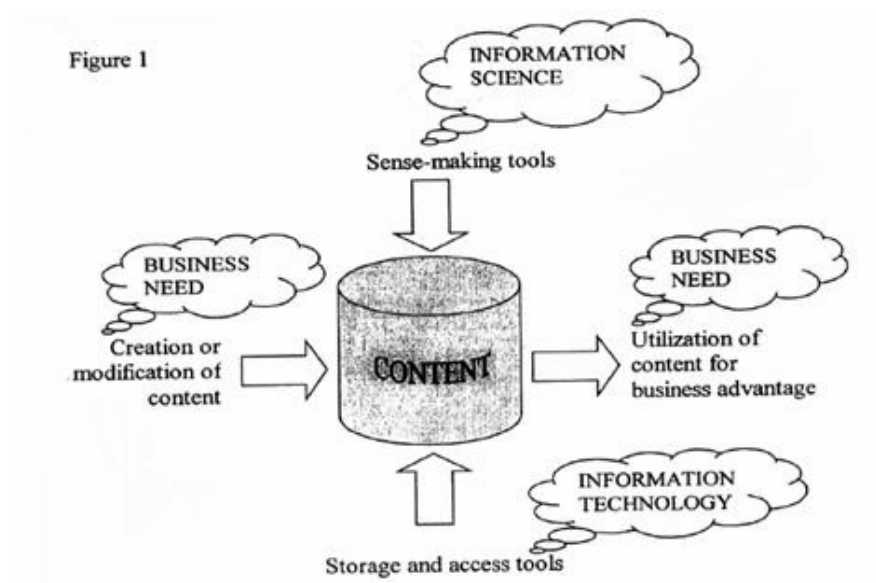 Figure 1
INFORMATION
SCIENCE
Sense-making tools
BUSINESS
NEED
Creation or
modification of
content
CONTENT
BUSINESS
NEED
Utilization of
content for
business advantage
INFORMATION
TECHNOLOGY
Storage and access tools